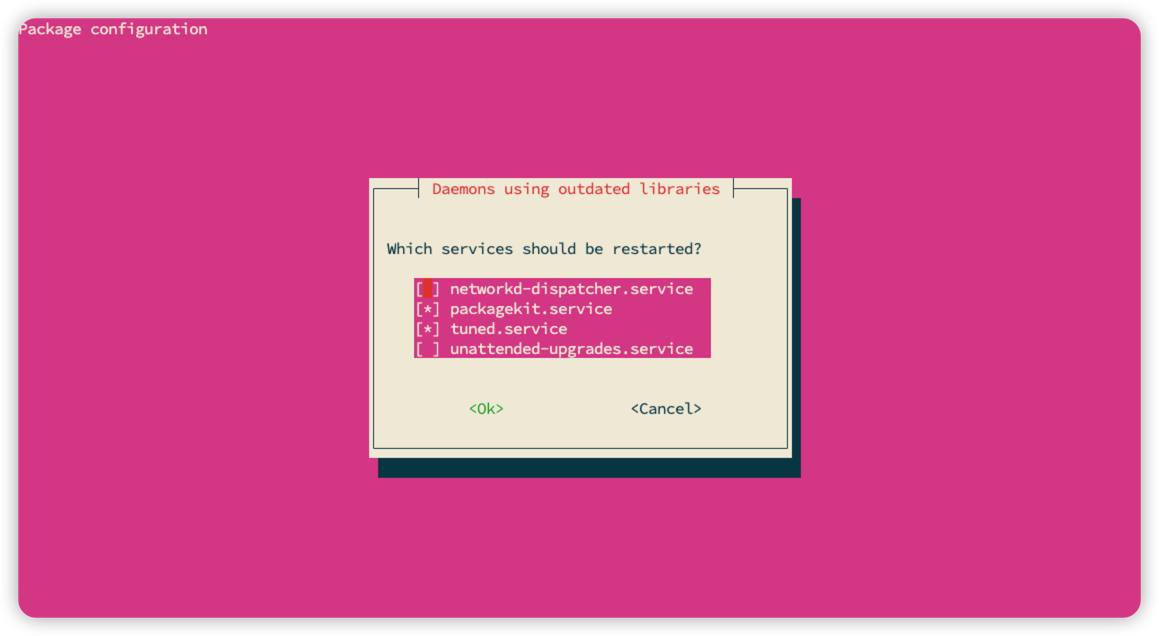 Package configuration
Daemons using outdated libraries
Which services should be restarted?
[ ] networkd-dispatcher.service
[*] packagekit.service
[*] tuned.service
[ ] unattended-upgrades.service
<Ok> <Cancel>